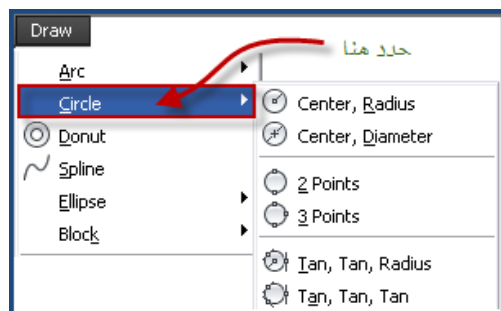 Draw
حدد هنا
Arc
Circle
Donut
Spline
Ellipse
Block
Center, Radius
Center, Diameter
2 Points
3 Points
Tan, Tan, Radius
Tan, Tan, Tan